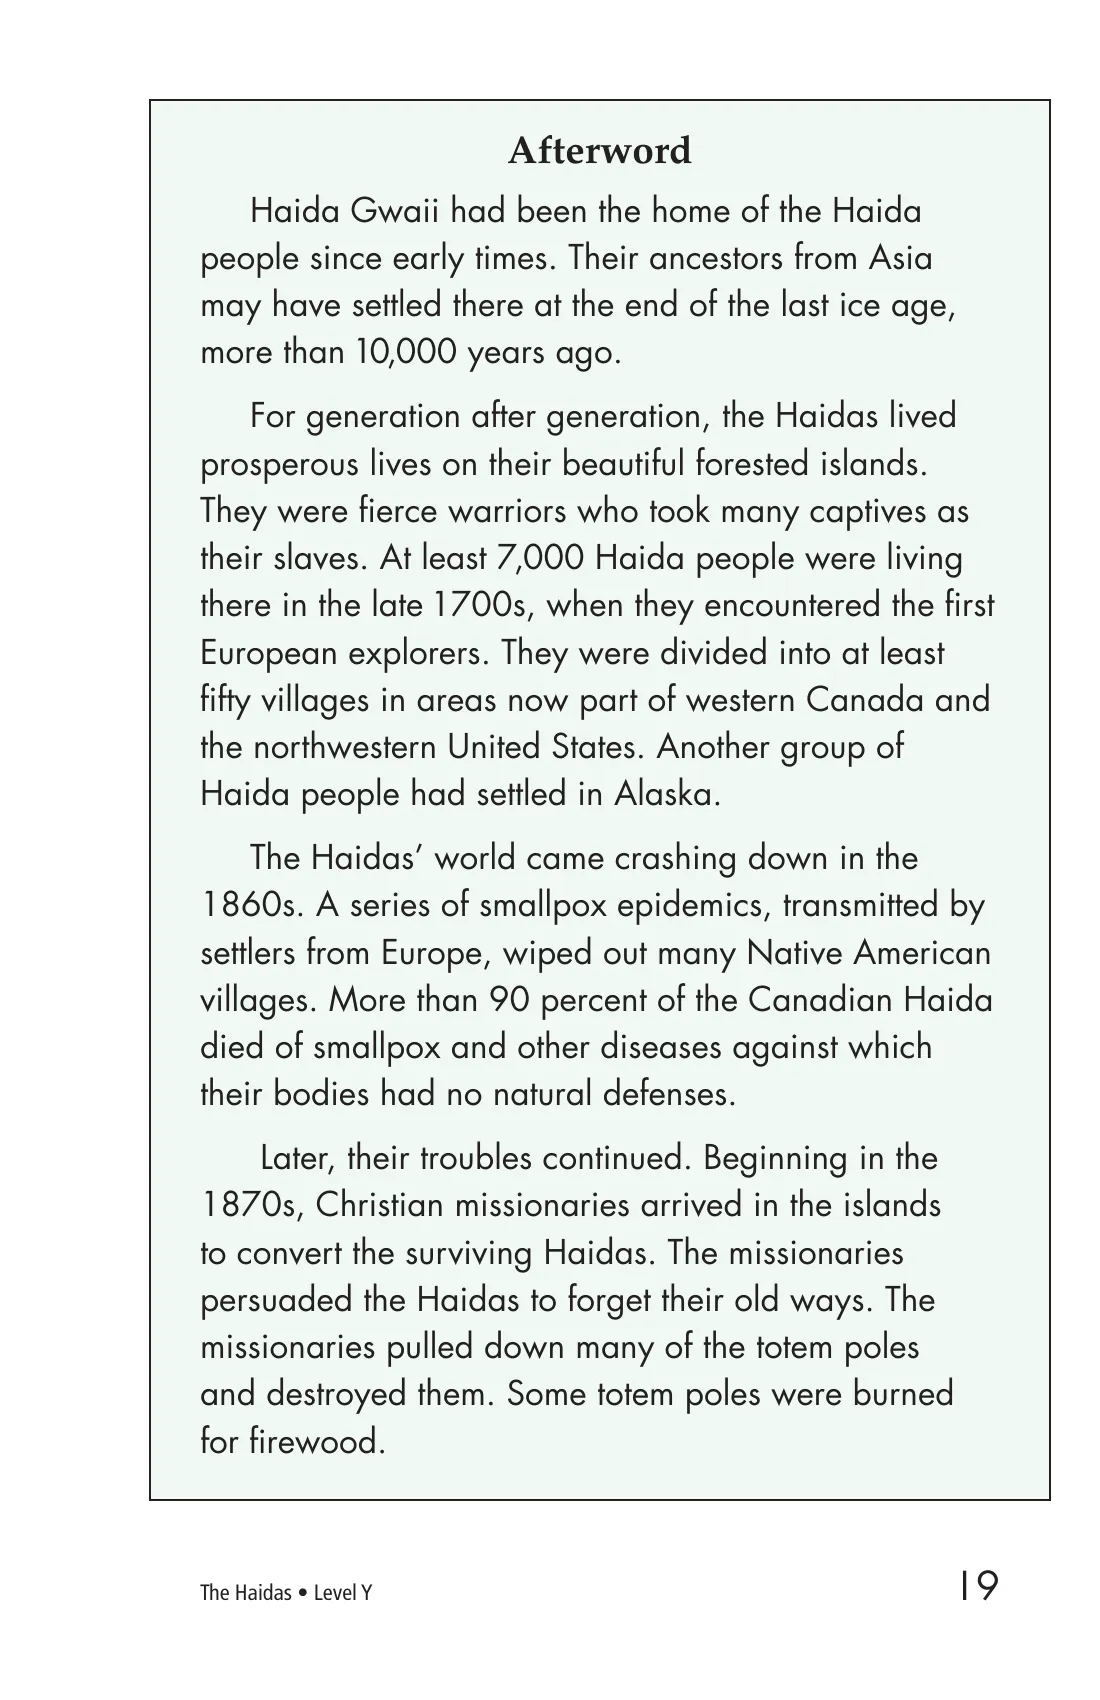 Afterword
Haida Gwaii had been the home of the Haida
people since early times. Their ancestors from Asia
may have settled there at the end of the last ice age,
more than 10,000 years ago.
For generation after generation, the Haidas lived
prosperous lives on their beautiful forested islands.
They were fierce warriors who took many captives as
their slaves. At least 7,000 Haida people were living
there in the late 1700s, when they encountered the first
European explorers. They were divided into at least
fifty villages in areas now part of western Canada and
the northwestern United States. Another group of
Haida people had settled in Alaska.
The Haidas’ world came crashing down in the
1860s. A series of smallpox epidemics, transmitted by
settlers from Europe, wiped out many Native American
villages. More than 90 percent of the Canadian Haida
died of smallpox and other diseases against which
their bodies had no natural defenses.
Later, their troubles continued. Beginning in the
1870s, Christian missionaries arrived in the islands
to convert the surviving Haidas. The missionaries
persuaded the Haidas to forget their old ways. The
missionaries pulled down many of the totem poles
and destroyed them. Some totem poles were burned
for firewood.
The Haidas • Level Y
19